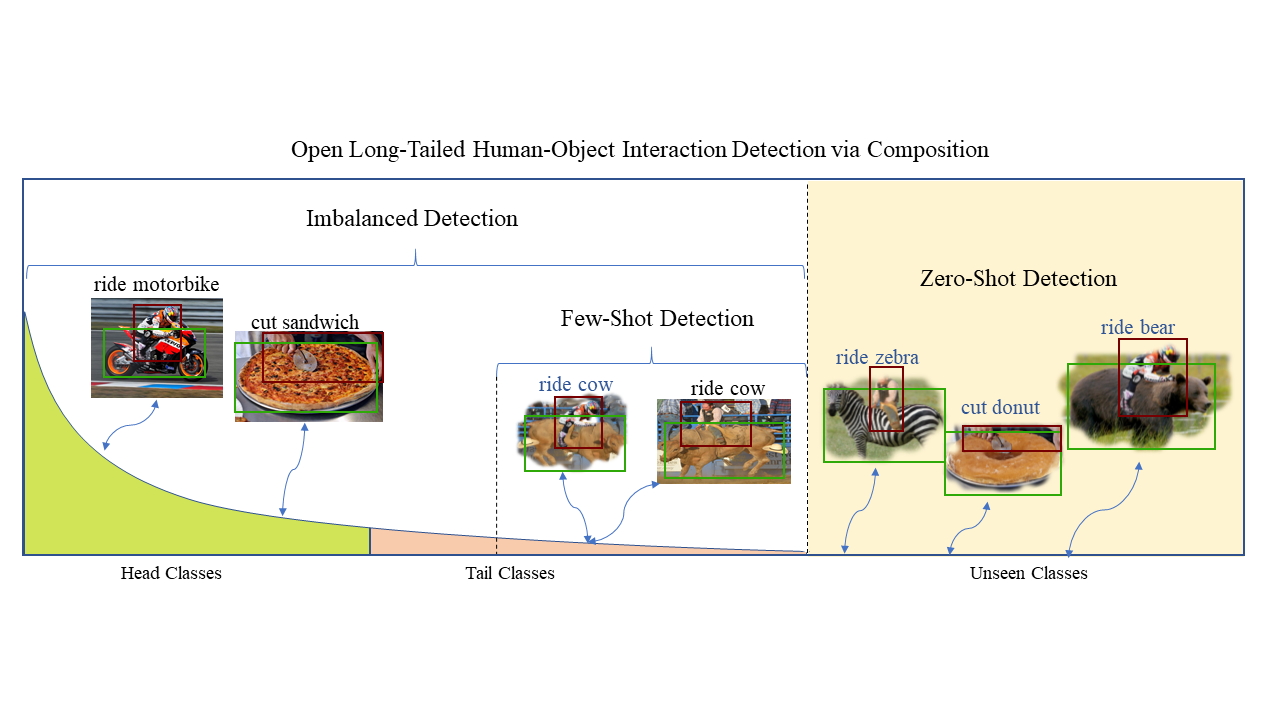 Open Long-Tailed Human-Object Interaction Detection via Composition
Imbalanced Detection
Zero-Shot Detection
ride motorbike
cut sandwich
Few-Shot Detection
ride bear
ride zebra
ride cow
ride cow
cut donut
Head Classes
Tail Classes
Unseen Classes